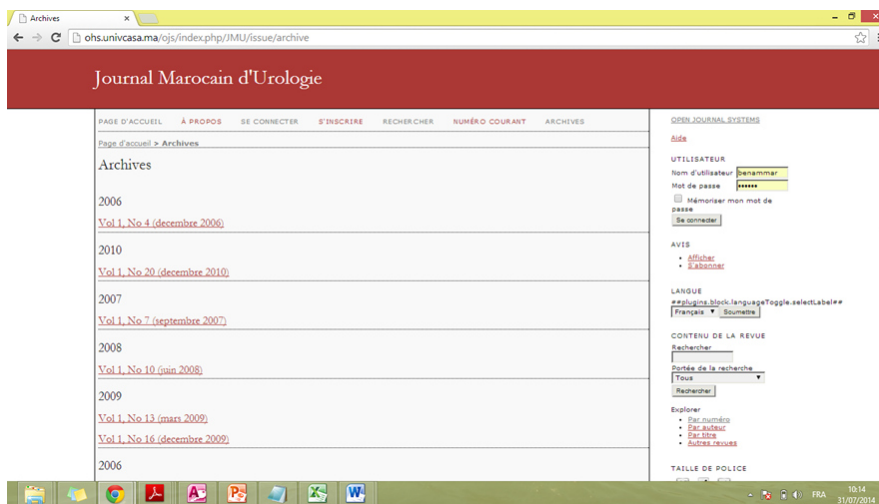 Archives
ohs.univcasa.ma/ojs/index.php/JMU/issue/archive
Journal Marocain d'Urologie
PAGE D'ACCUEIL À PROPOS SE CONNECTER S'INSCRIRE RECHERCHER NUMÉRO COURANT ARCHIVES
Page d'accueil > Archives
Archives
2006
Vol 1, No 4 (decembre 2006)
2010
Vol 1, No 20 (decembre 2010)
2007
Vol 1, No 7 (septembre 2007)
2008
Vol 1, No 10 (juin 2008)
2009
Vol 1, No 13 (mars 2009)
Vol 1, No 16 (decembre 2009)
2006
OPEN JOURNAL SYSTEMS
Aide
UTILISATEUR
Nom d'utilisateur benammar
Mot de passe ••••••
Mémoriser mon mot de
passe
Se connecter
AVIS
Afficher
S'abonner
LANGUE
##plugins.block.languageToggle.selectLabel##
Français Soumettre
CONTENU DE LA REVUE
Rechercher
Portée de la recherche
Tous
Rechercher
Explorer
Par numéro
Par auteur
Par titre
Autres revues
TAILLE DE POLICE
FRA 10:14
31/07/2014